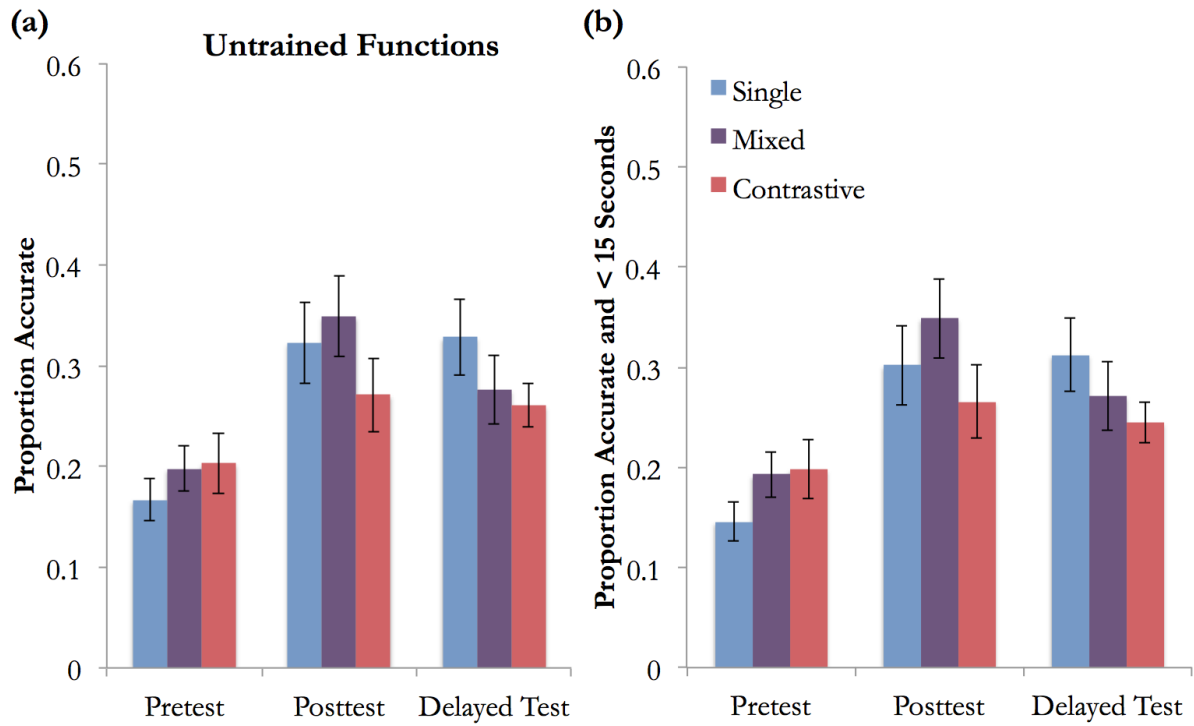 (a)
Untrained Functions
Proportion Accurate
0.6
0.5
0.4
0.3
0.2
0.1
0
Pretest
Posttest
Delayed Test
(b)
Proportion Accurate and < 15 Seconds
0.6
0.5
0.4
0.3
0.2
0.1
0
Single
Mixed
Contrastive
Pretest
Posttest
Delayed Test